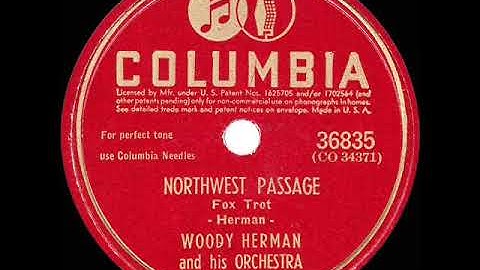 COLUMBIA
Licensed by Mfr. under U. S. Patent Nos. 1625705 and/or 1702564 (and
other patents pending) only for non-commercial use on phonographs in homes.
See detailed trade mark and patent notices on envelope. Made in U. S. A.
For perfect tone
use Columbia Needles
36835
(CO 34371)
NORTHWEST PASSAGE
Fox Trot
- Herman -
WOODY HERMAN
and his ORCHESTRA